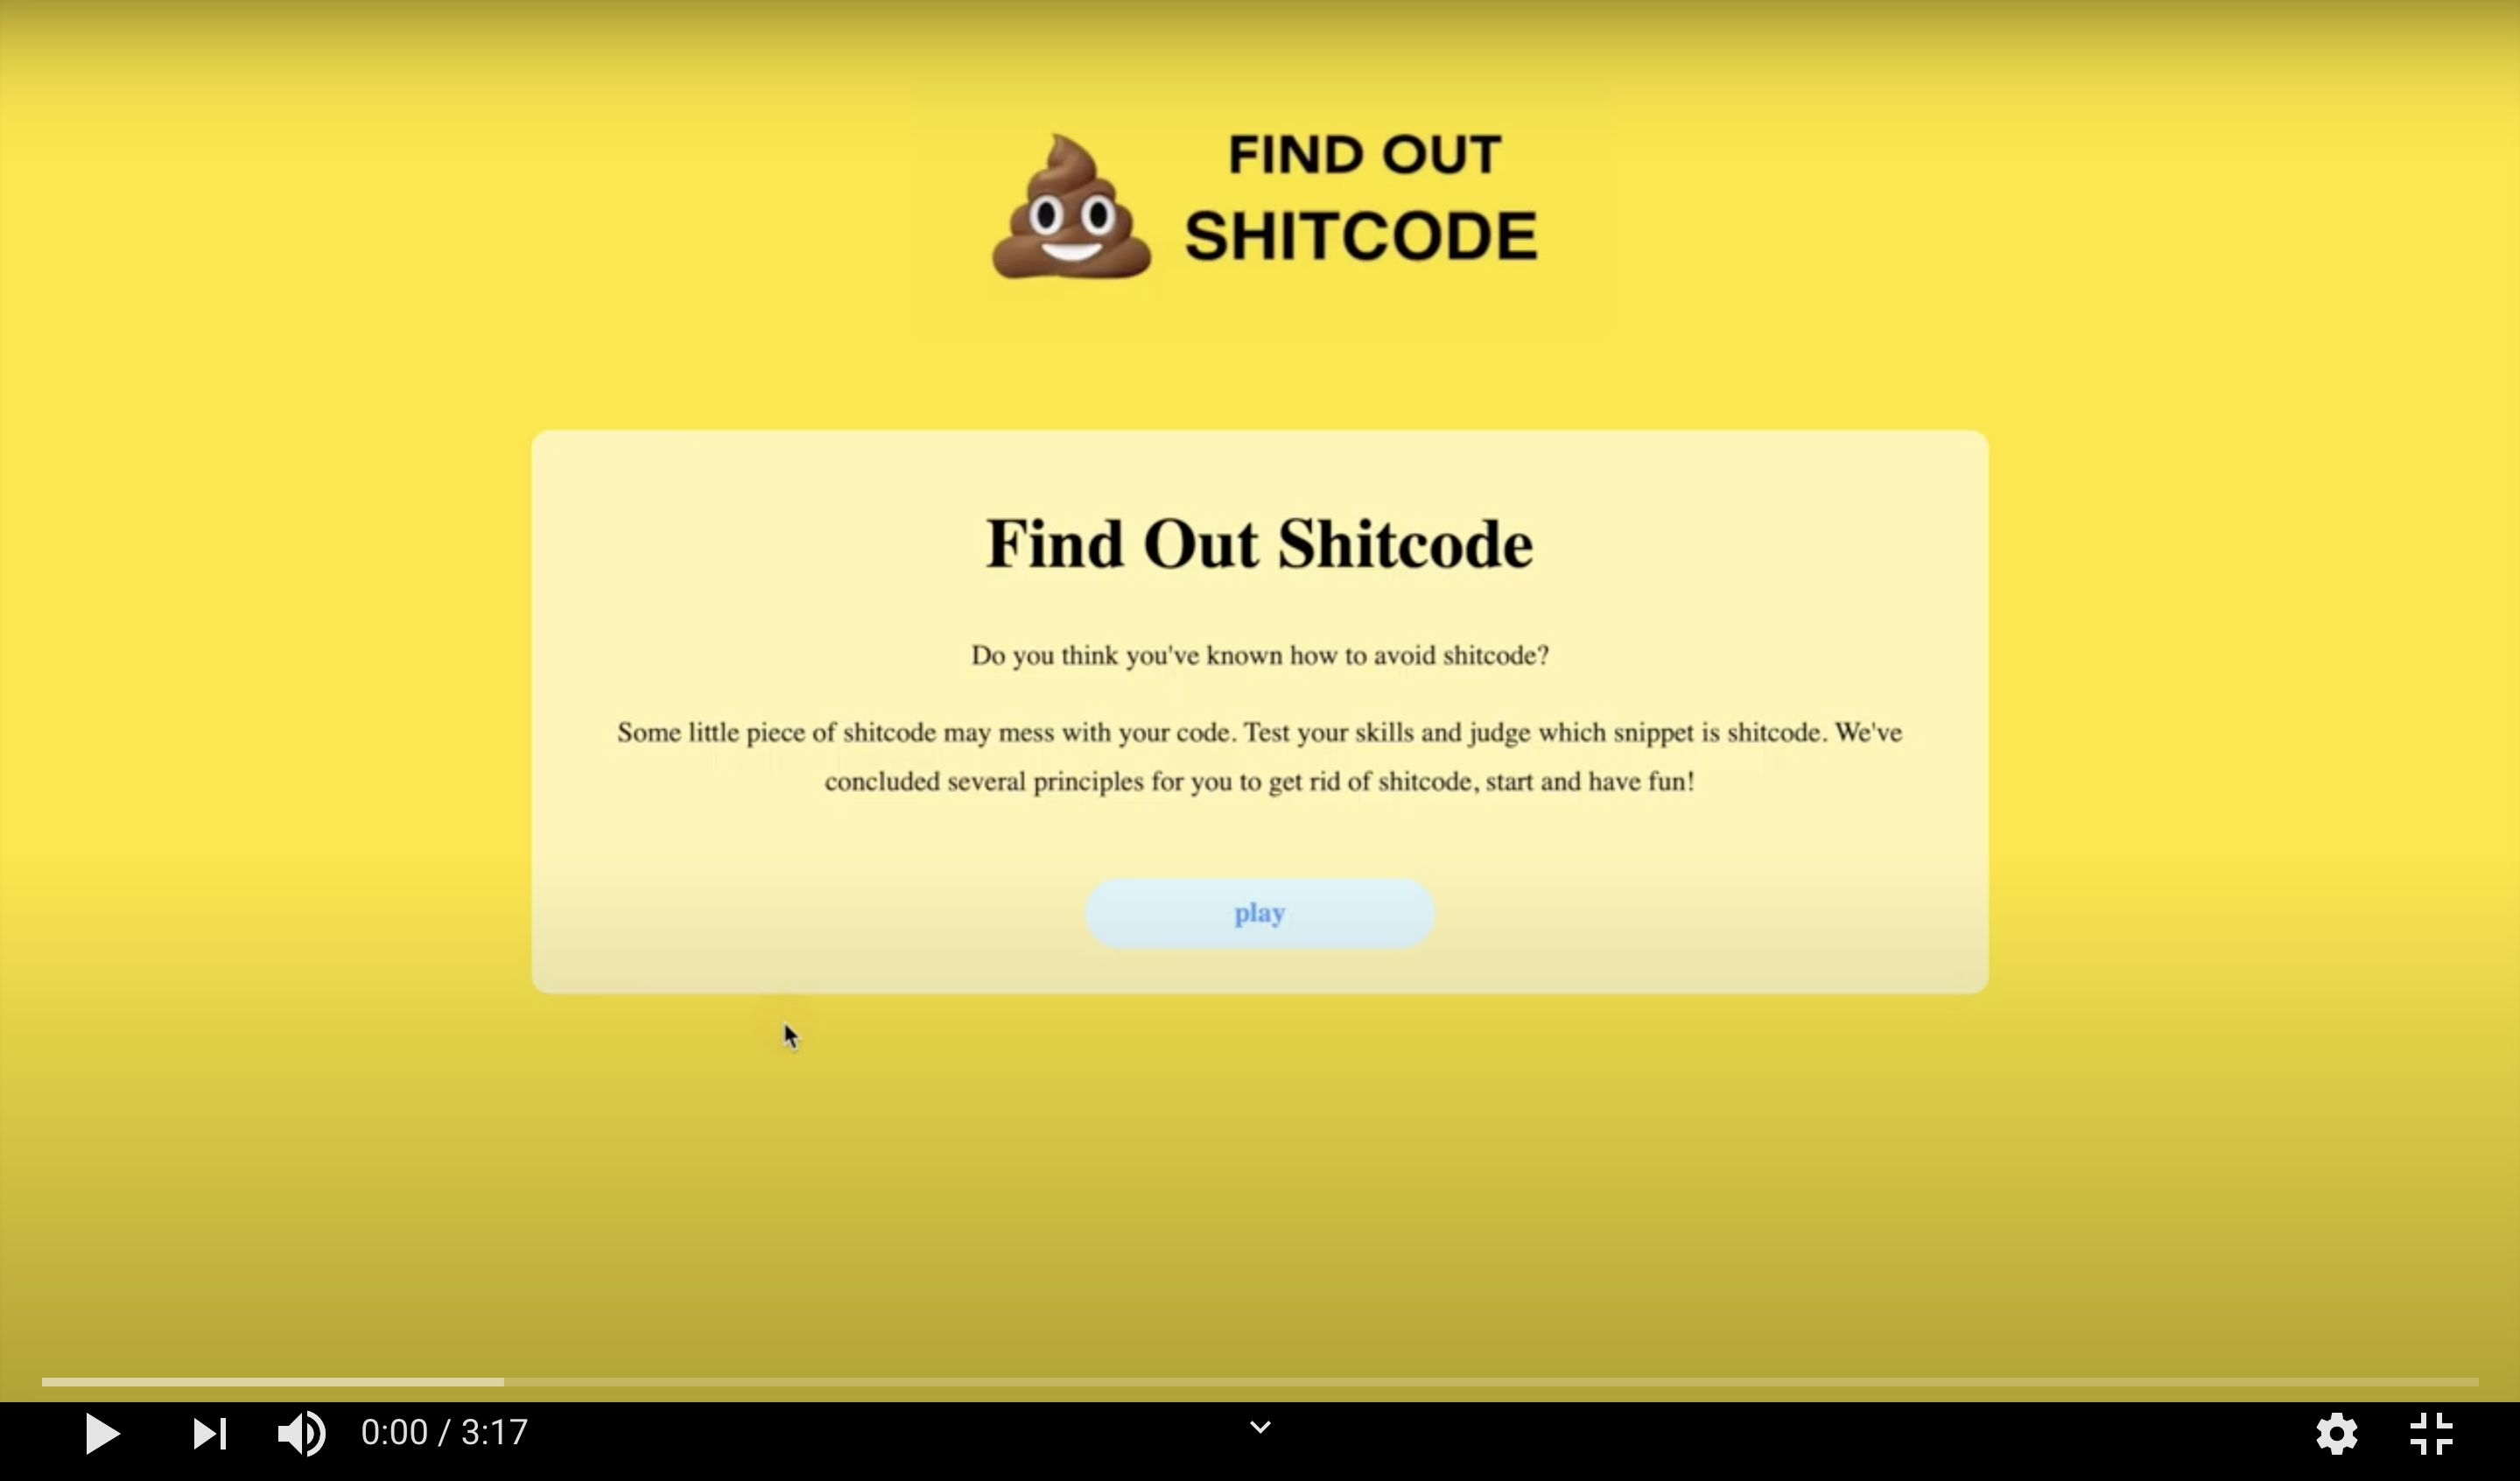 FIND OUT
SHITCODE
Find Out Shitcode
Do you think you've known how to avoid shitcode?
Some little piece of shitcode may mess with your code. Test your skills and judge which snippet is shitcode. We've
concluded several principles for you to get rid of shitcode, start and have fun!
play
0:00 / 3:17